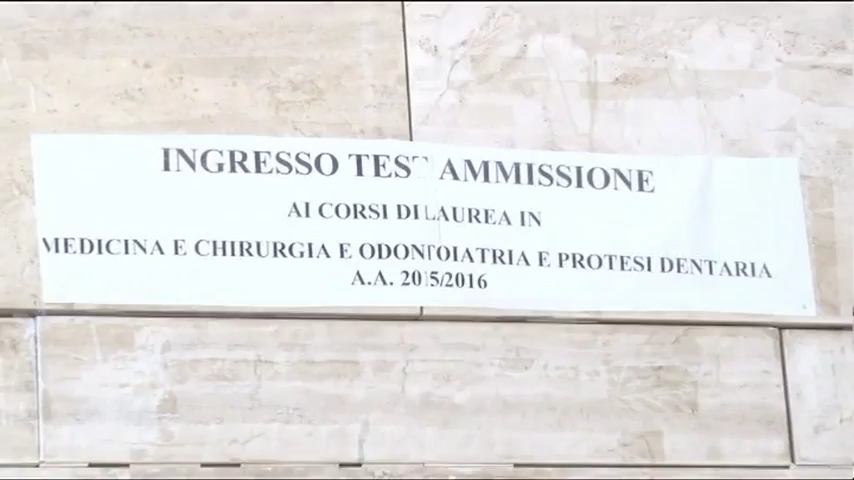 INGRESSO TEST AMMISSIONE
AI CORSI DI LAUREA IN
MEDICINA E CHIRURGIA E ODONTOIATRIA E PROTESI DENTARIA
A.A. 2015/2016